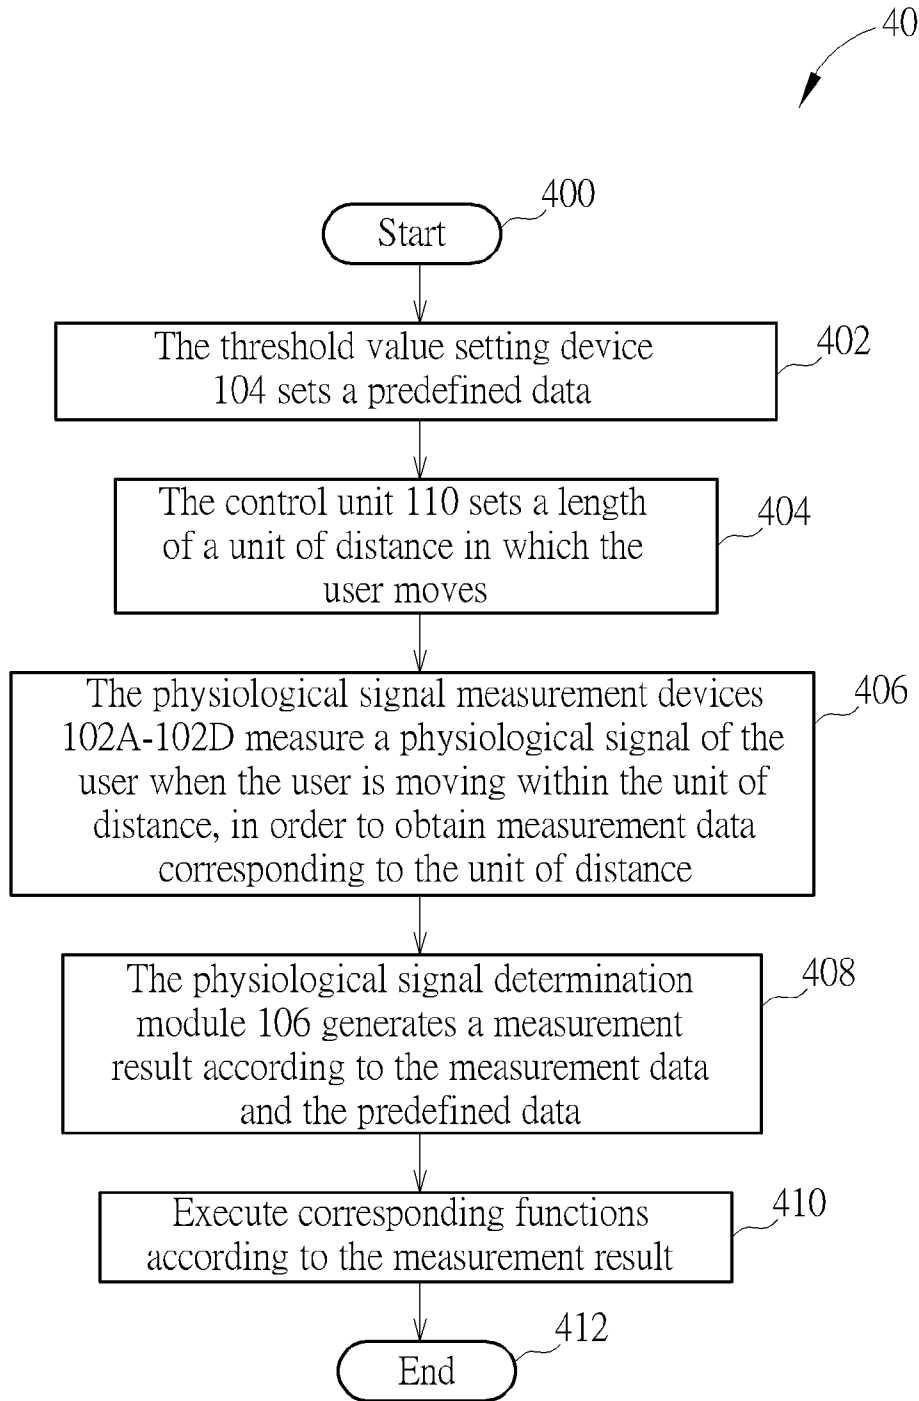 40
Start
400
The threshold value setting device
104 sets a predefined data
402
The control unit 110 sets a length
of a unit of distance in which the
user moves
404
The physiological signal measurement devices
102A-102D measure a physiological signal of the
user when the user is moving within the unit of
distance, in order to obtain measurement data
corresponding to the unit of distance
406
The physiological signal determination
module 106 generates a measurement
result according to the measurement data
and the predefined data
408
Execute corresponding functions
according to the measurement result
410
End
412